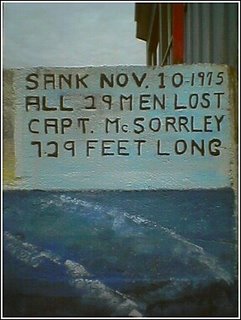 SANK NOV. 10-1975
ALL 29 MEN LOST
CAPT. McSORRLEY
729 FEET LONG